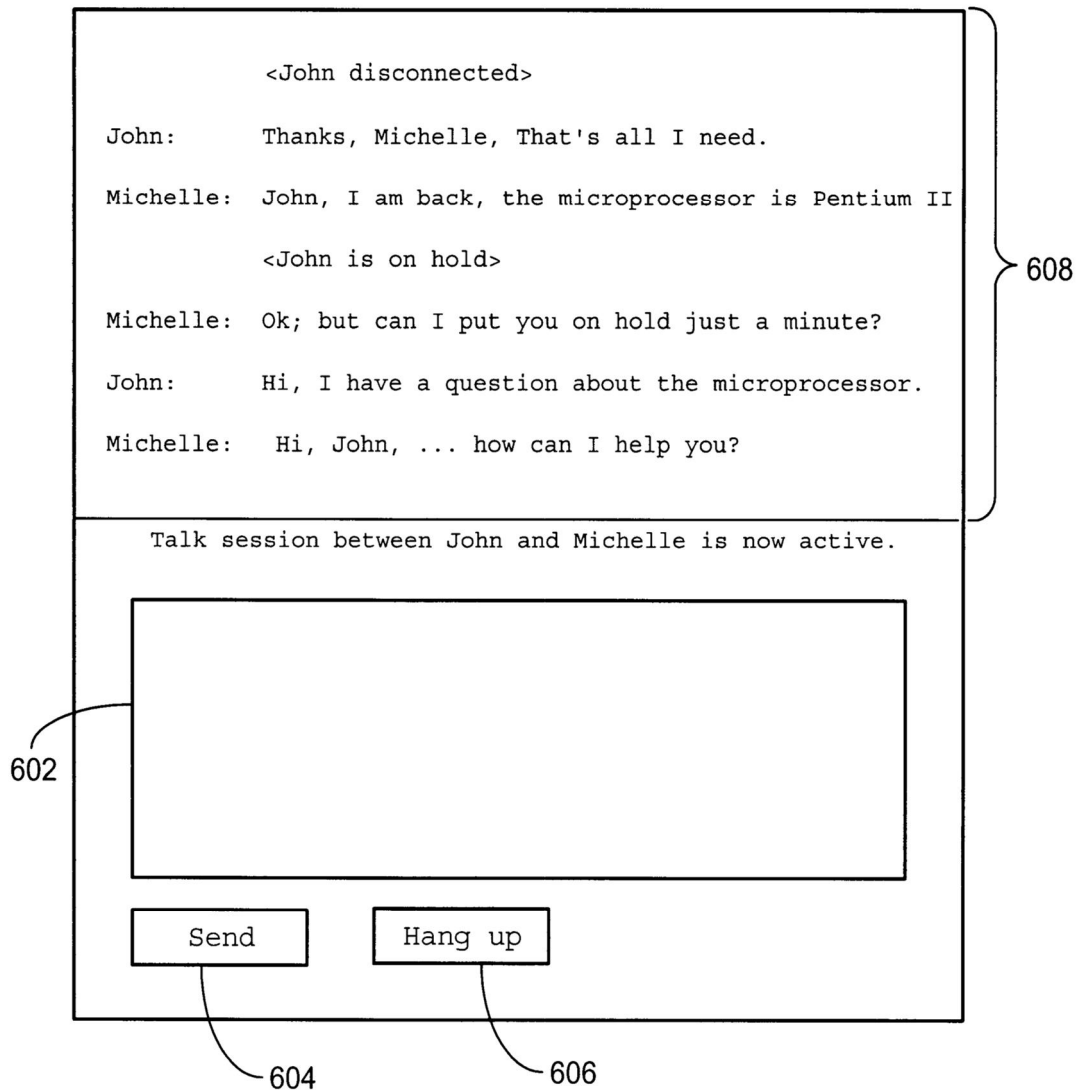 <John disconnected>
John: Thanks, Michelle, That's all I need.
Michelle: John, I am back, the microprocessor is Pentium II
<John is on hold>
608
Michelle: Ok; but can I put you on hold just a minute?
John: Hi, I have a question about the microprocessor.
Michelle: Hi, John, ... how can I help you?
Talk session between John and Michelle is now active.
602
Send
Hang up
604
606